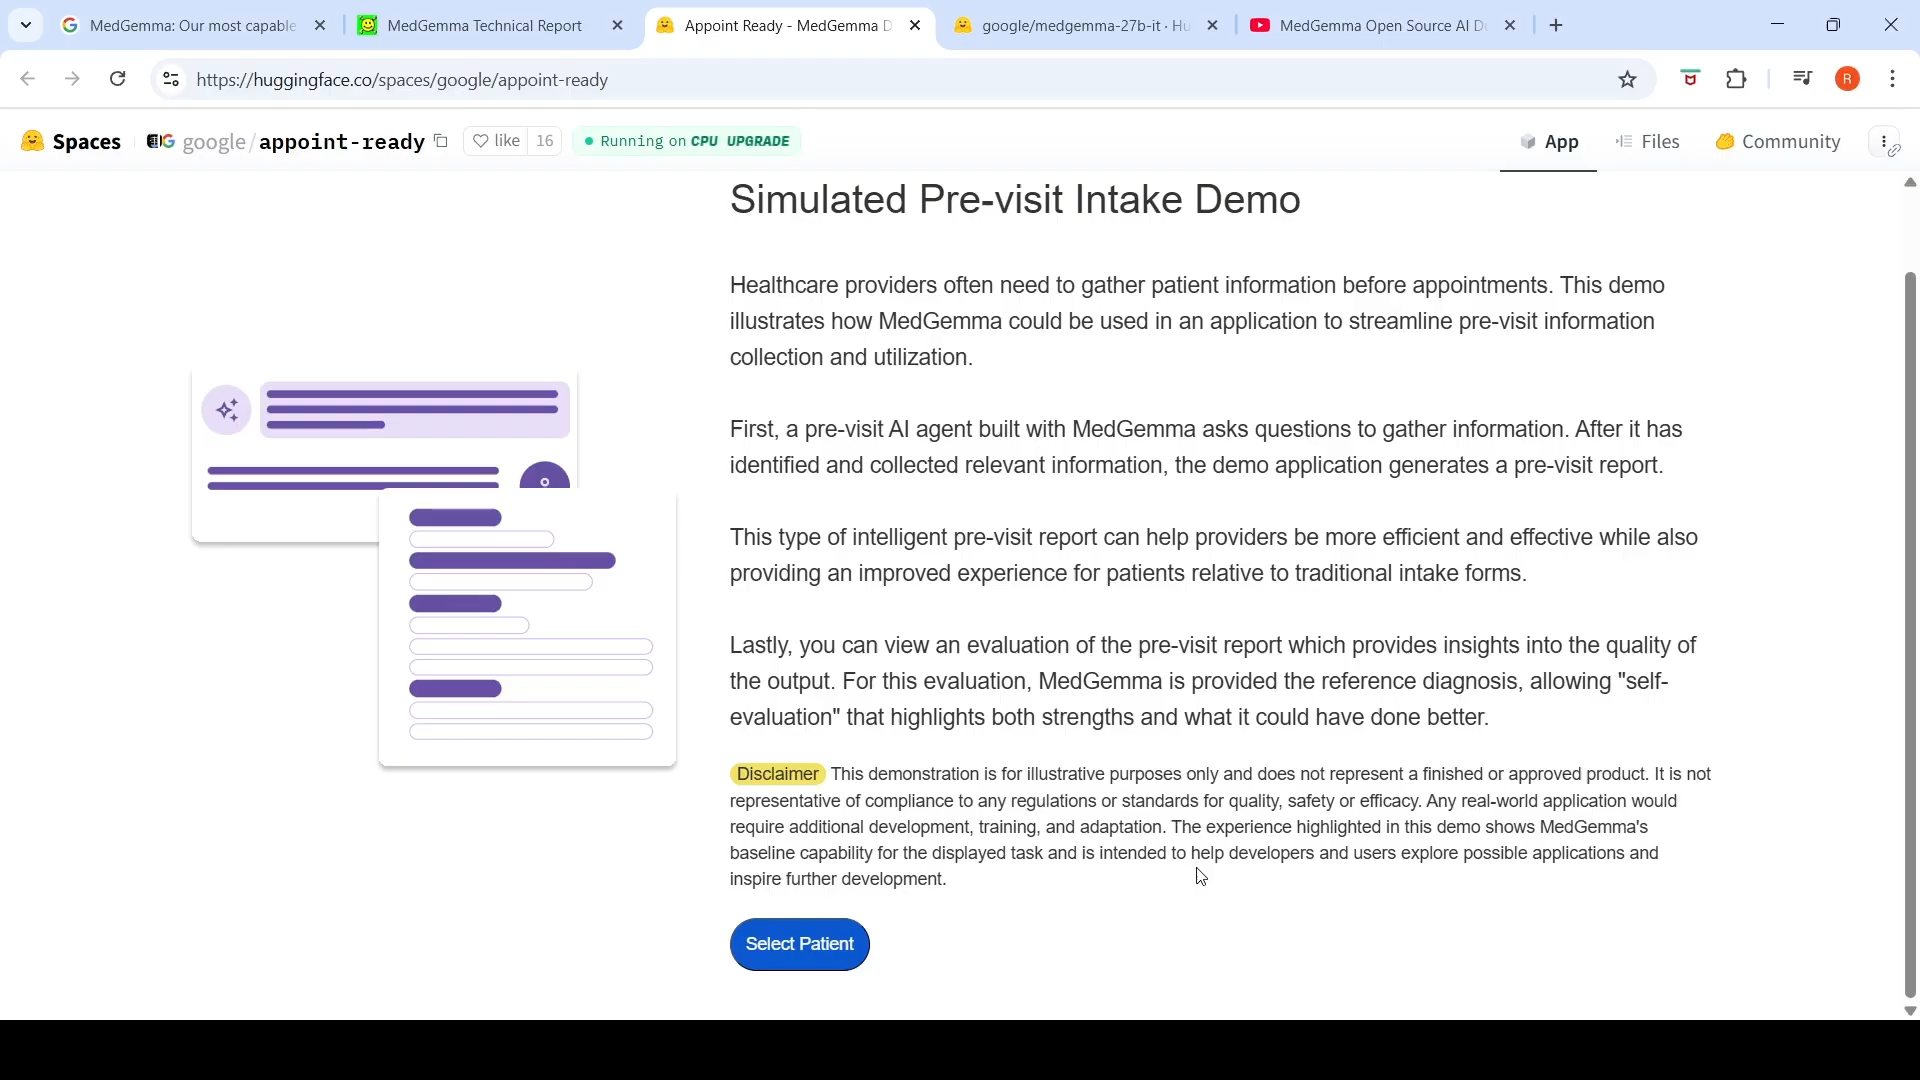 MedGemma: Our most capable
MedGemma Technical Report
Appoint Ready - MedGemma D
google/medgemma-27b-it · Hu
MedGemma Open Source AI De
https://huggingface.co/spaces/google/appoint-ready
R
Spaces
google/appoint-ready
like 16
Running on CPU UPGRADE
App
Files
Community
Simulated Pre-visit Intake Demo
Healthcare providers often need to gather patient information before appointments. This demo
illustrates how MedGemma could be used in an application to streamline pre-visit information
collection and utilization.
First, a pre-visit AI agent built with MedGemma asks questions to gather information. After it has
identified and collected relevant information, the demo application generates a pre-visit report.
This type of intelligent pre-visit report can help providers be more efficient and effective while also
providing an improved experience for patients relative to traditional intake forms.
Lastly, you can view an evaluation of the pre-visit report which provides insights into the quality of
the output. For this evaluation, MedGemma is provided the reference diagnosis, allowing "self-
evaluation" that highlights both strengths and what it could have done better.
Disclaimer This demonstration is for illustrative purposes only and does not represent a finished or approved product. It is not
representative of compliance to any regulations or standards for quality, safety or efficacy. Any real-world application would
require additional development, training, and adaptation. The experience highlighted in this demo shows MedGemma's
baseline capability for the displayed task and is intended to help developers and users explore possible applications and
inspire further development.
Select Patient